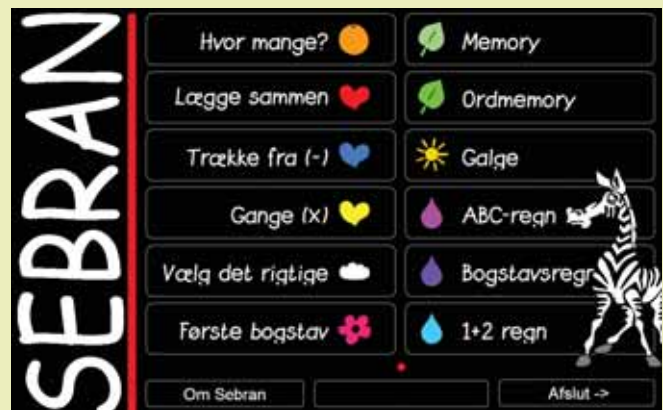 SEBRAN
Hvor mange?
Lægge sammen
Trække fra (-)
Gange (x)
Vælg det rigtige
Første bogstav
Memory
Ordmemory
Galge
ABC-regn
Bogstavsregn
1+2 regn
Om Sebran
Afslut ->